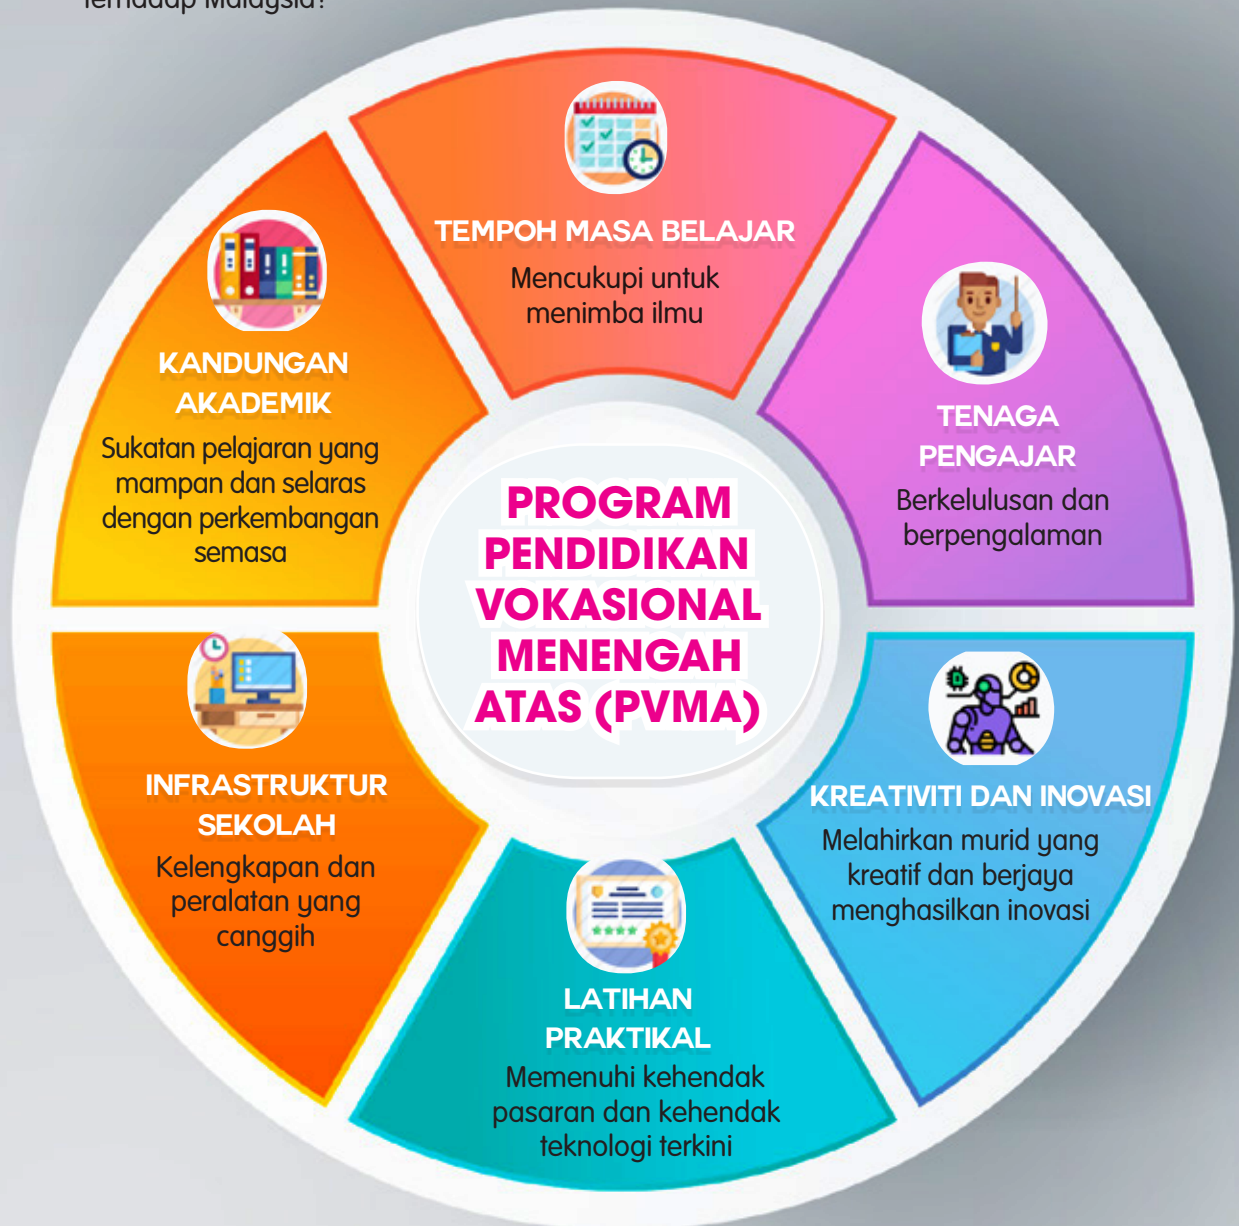 Terhadap Malaysia?
TEMPOH MASA BELAJAR
Mencukupi untuk
menimba ilmu
TENAGA
PENGAJAR
Berkelulusan dan
berpengalaman
KREATIVITI DAN INOVASI
Melahirkan murid yang
kreatif dan berjaya
menghasilkan inovasi
LATIHAN
PRAKTIKAL
Memenuhi kehendak
pasaran dan kehendak
teknologi terkini
INFRASTRUKTUR
SEKOLAH
Kelengkapan dan
peralatan yang
canggih
KANDUNGAN
AKADEMIK
Sukatan pelajaran yang
mampan dan selaras
dengan perkembangan
semasa
PROGRAM
PENDIDIKAN
VOKASIONAL
MENENGAH
ATAS (PVMA)